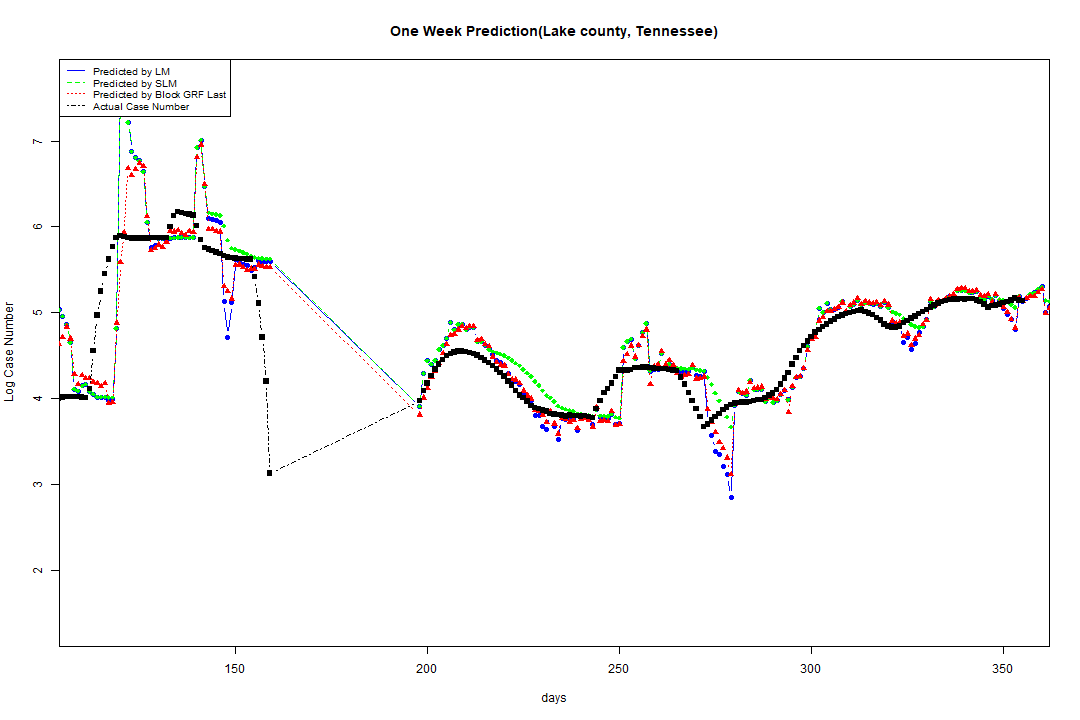 One Week Prediction(Lake county, Tennessee)
Predicted by LM
Predicted by SLM
Predicted by Block GRF Last
Actual Case Number
7
6
5
4
3
2
Log Case Number
150
200
250
300
350
days